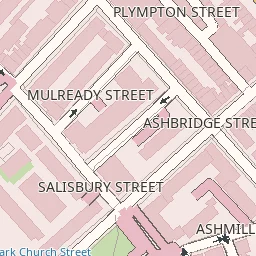 PLYMPTON STREET
MULREADY STREET
ASHBRIDGE STRE
SALISBURY STREET
ASHMILL
ark Church Street